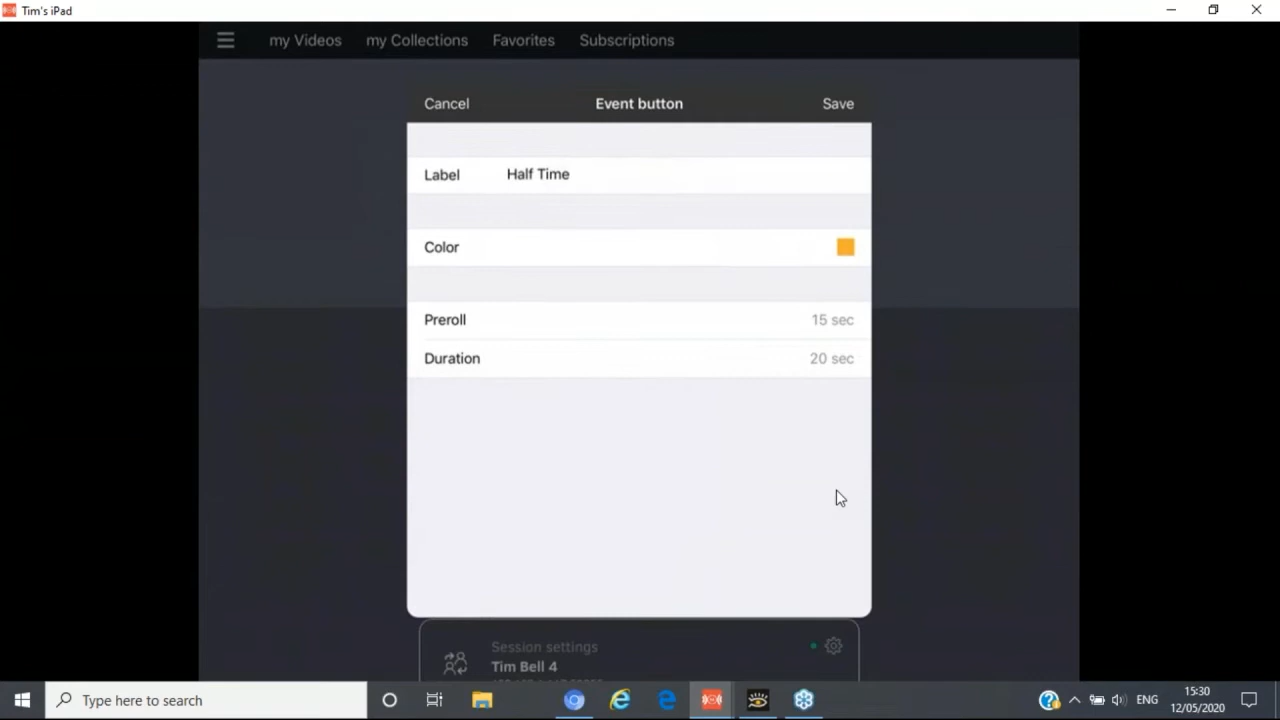 Tim's iPad
my Videos my Collections Favorites Subscriptions
Cancel Event button Save
Label Half Time
Color
Preroll 15 sec
Duration 20 sec
Session settings
Tim Bell 4
Type here to search
ENG
15:30
12/05/2020